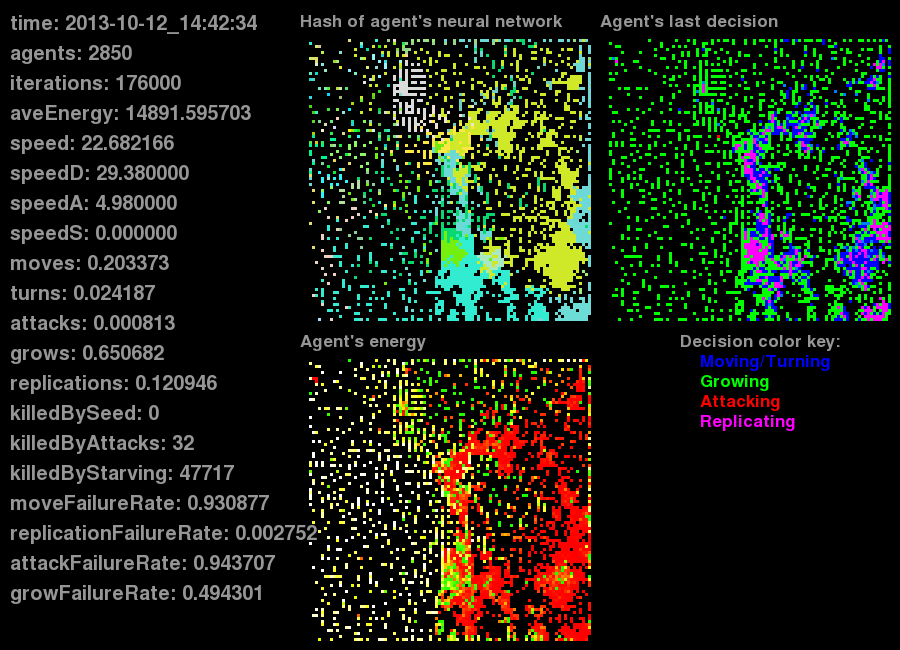 time: 2013-10-12_14:42:34
agents: 2850
iterations: 176000
aveEnergy: 14891.595703
speed: 22.682166
speedD: 29.380000
speedA: 4.980000
speedS: 0.000000
moves: 0.203373
turns: 0.024187
attacks: 0.000813
grows: 0.650682
replications: 0.120946
killedBySeed: 0
killedByAttacks: 32
killedByStarving: 47717
moveFailureRate: 0.930877
replicationFailureRate: 0.002752
attackFailureRate: 0.943707
growFailureRate: 0.494301
Hash of agent's neural network
Agent's last decision
Agent's energy
Decision color key:
Moving/Turning
Growing
Attacking
Replicating